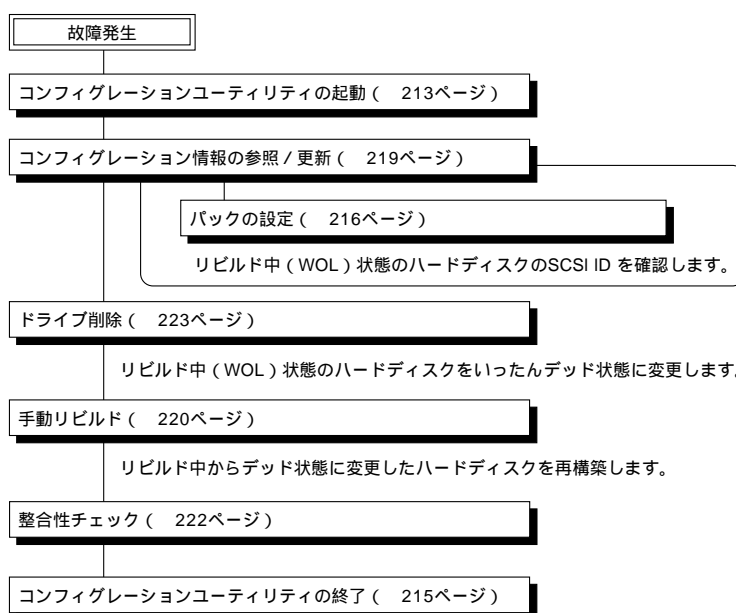 故障発生
コンフィグレーションユーティリティの起動（　213ページ）
コンフィグレーション情報の参照／更新（　219ページ）
パックの設定（　216ページ）
リビルド中（WOL）状態のハードディスクのSCSI ID を確認します。
ドライブ削除（　223ページ）
リビルド中（WOL）状態のハードディスクをいったんデッド状態に変更します。
手動リビルド（　220ページ）
リビルド中からデッド状態に変更したハードディスクを再構築します。
整合性チェック（　222ページ）
コンフィグレーションユーティリティの終了（　215ページ）